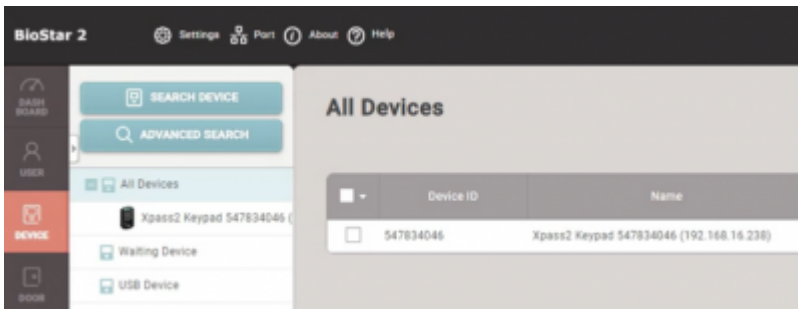 BioStar 2 Settings Port About Help
DASH
BOARD
SEARCH DEVICE
ADVANCED SEARCH
USER
All Devices
Xpass2 Keypad 547834046 (
DEVICE
Waiting Device
USB Device
DOOR
All Devices
Device ID Name
547834046 Xpass2 Keypad 547834046 (192.168.16.238)